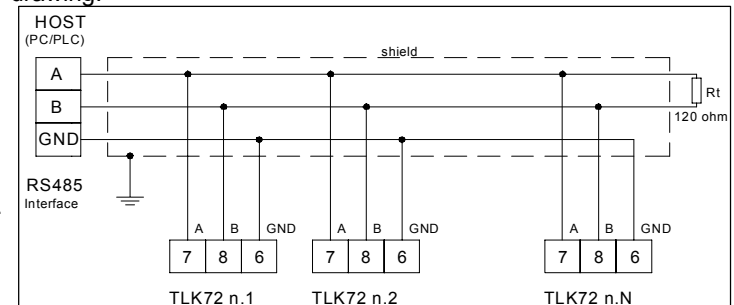 drawing.
HOST
(PC/PLC)
shield
A
B
GND
Rt
120 ohm
RS485
Interface
A B GND
7 8 6
A B GND
7 8 6
A B GND
7 8 6
TLK72 n.1
TLK72 n.2
TLK72 n.N